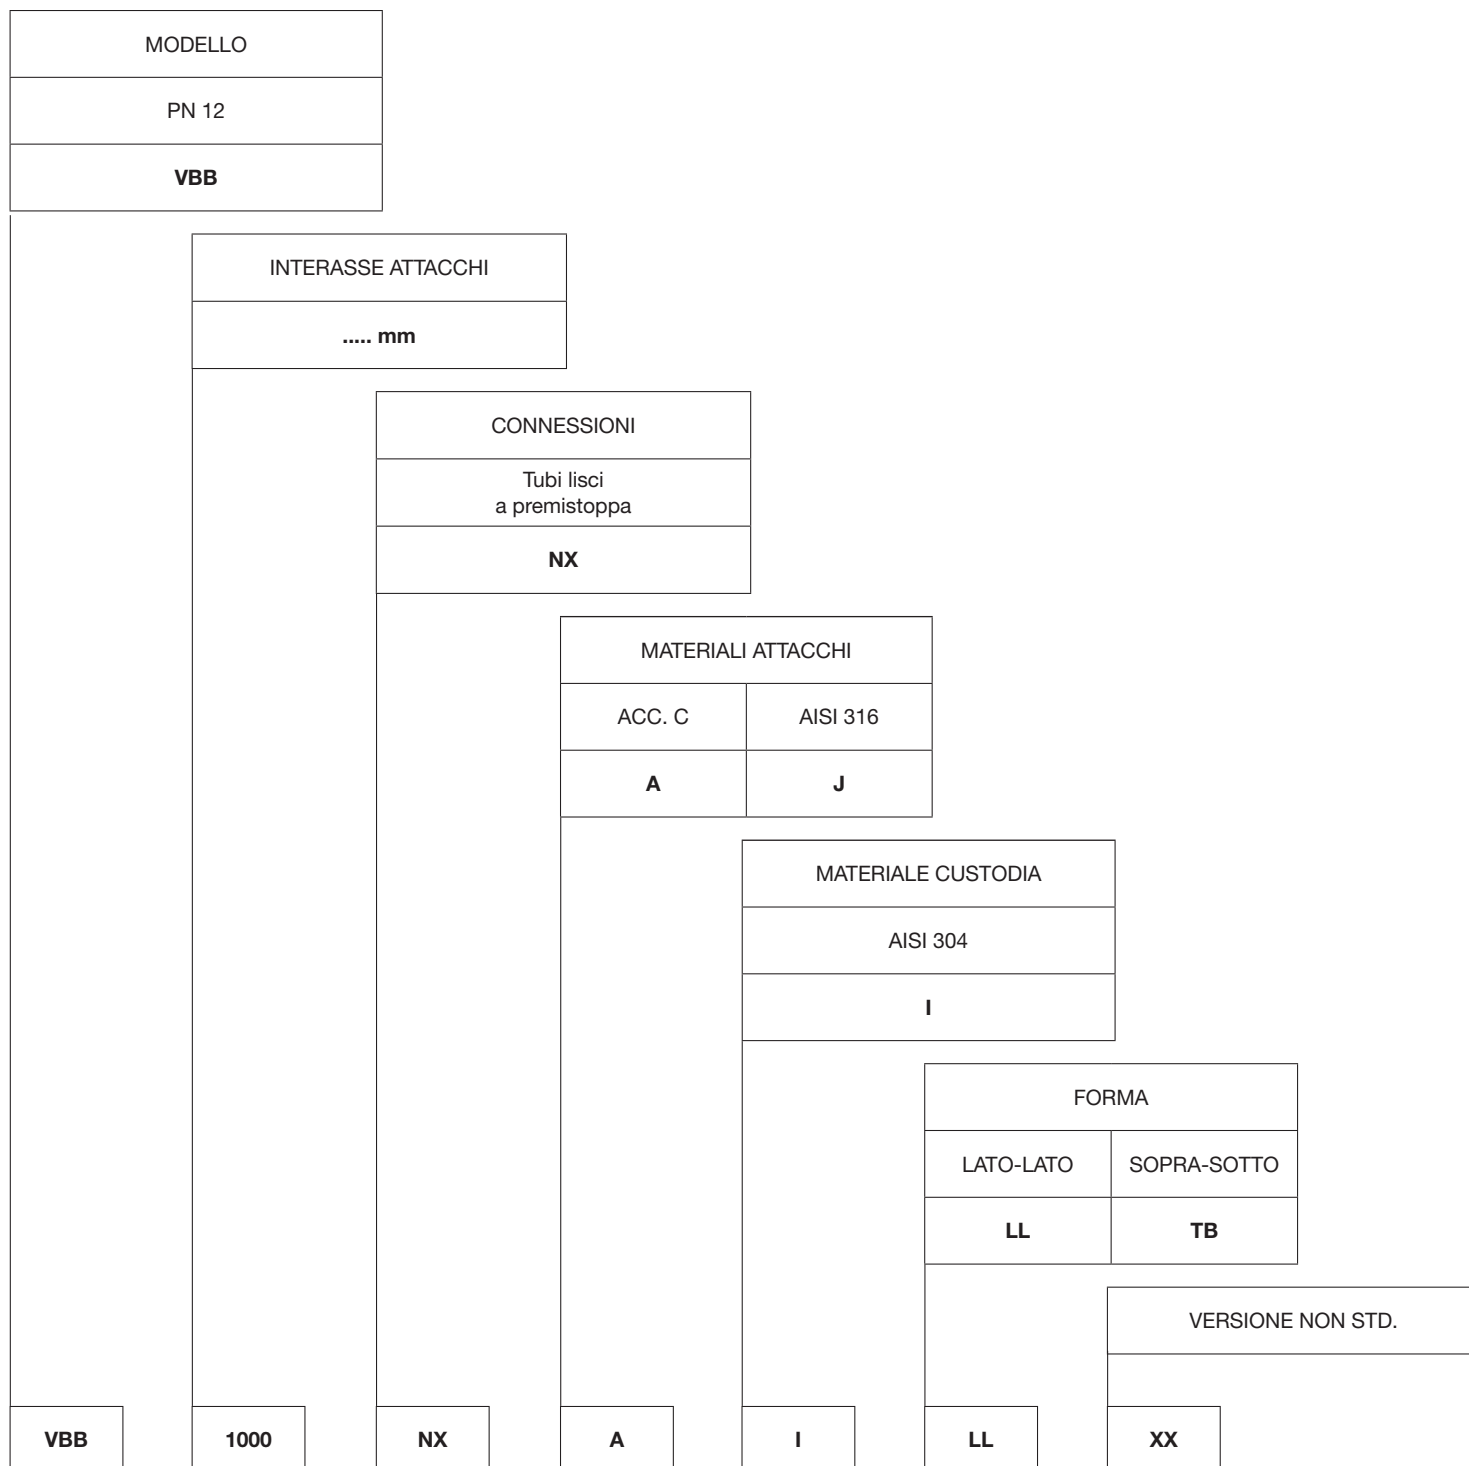 MODELLO
PN 12
VBB
INTERASSE ATTACCHI
..... mm
CONNESSIONI
Tubi lisci
a premistoppa
NX
MATERIALI ATTACCHI
ACC. C AISI 316
A J
MATERIALE CUSTODIA
AISI 304
I
FORMA
LATO-LATO SOPRA-SOTTO
LL TB
VERSIONE NON STD.
VBB 1000 NX A I LL XX